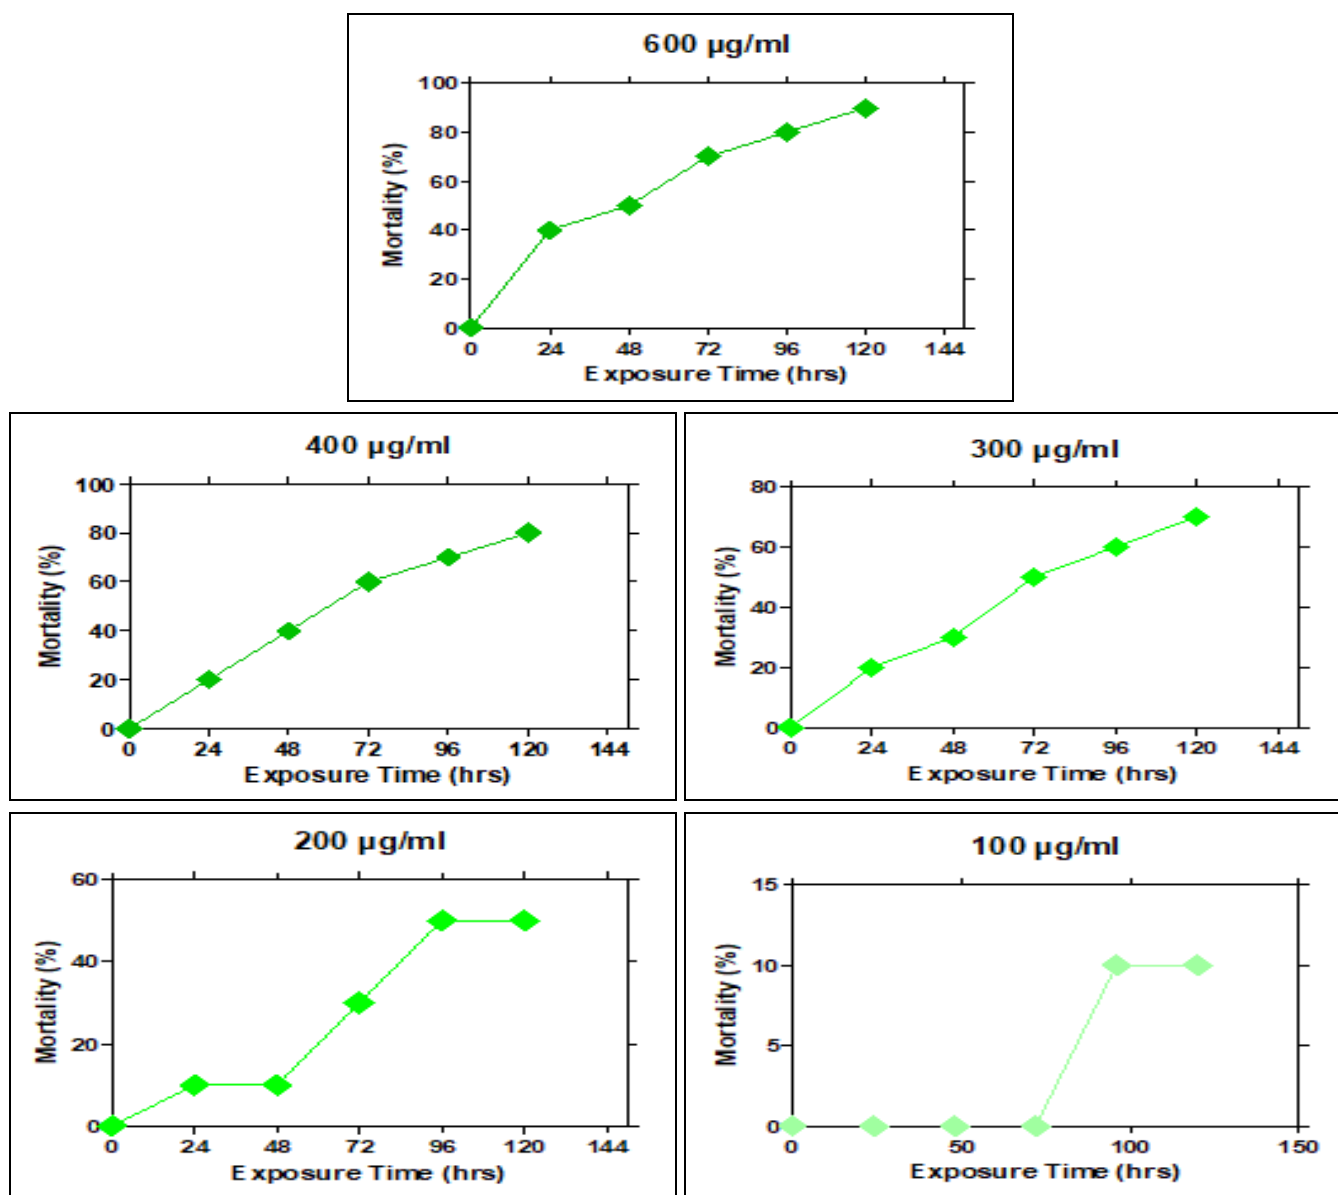 600 µg/ml
100
80
60
40
20
0
Mortality (%)
0 24 48 72 96 120 144
Exposure Time (hrs)
400 µg/ml
100
80
60
40
20
0
Mortality (%)
0 24 48 72 96 120 144
Exposure Time (hrs)
300 µg/ml
80
60
40
20
0
Mortality (%)
0 24 48 72 96 120 144
Exposure Time (hrs)
200 µg/ml
60
40
20
0
Mortality (%)
0 24 48 72 96 120 144
Exposure Time (hrs)
100 µg/ml
15
10
5
0
Mortality (%)
0 50 100 150
Exposure Time (hrs)